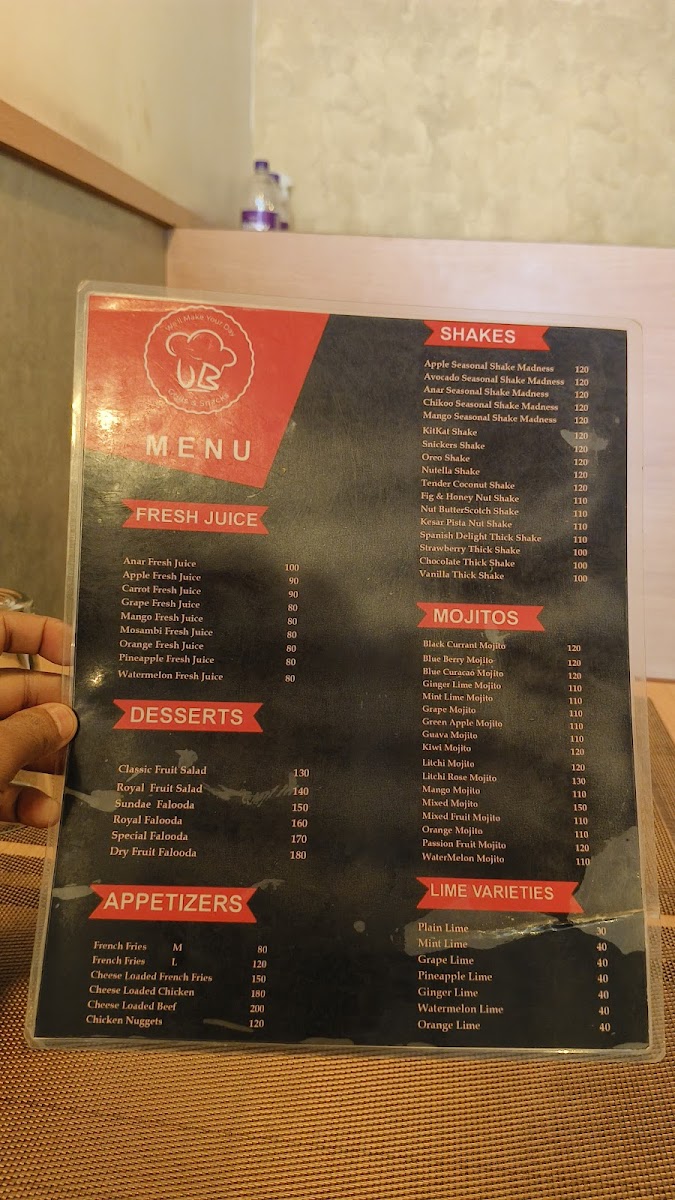 We'll Make Your Day
UB
Cafe & Snacks
MENU
FRESH JUICE
Anar Fresh Juice 100
Apple Fresh Juice 90
Carrot Fresh Juice 90
Grape Fresh Juice 80
Mango Fresh Juice 80
Mosambi Fresh Juice 80
Orange Fresh Juice 80
Pineapple Fresh Juice 80
Watermelon Fresh Juice 80
DESSERTS
Classic Fruit Salad 130
Royal Fruit Salad 140
Sundae Falooda 150
Royal Falooda 160
Special Falooda 170
Dry Fruit Falooda 180
APPETIZERS
French Fries M 80
French Fries L 120
Cheese Loaded French Fries 150
Cheese Loaded Chicken 180
Cheese Loaded Beef 200
Chicken Nuggets 120
SHAKES
Apple Seasonal Shake Madness 120
Avocado Seasonal Shake Madness 120
Anar Seasonal Shake Madness 120
Chikoo Seasonal Shake Madness 120
Mango Seasonal Shake Madness 120
KitKat Shake 120
Snickers Shake 120
Oreo Shake 120
Nutella Shake 120
Tender Coconut Shake 120
Fig & Honey Nut Shake 110
Nut ButterScotch Shake 110
Kesar Pista Nut Shake 110
Spanish Delight Thick Shake 110
Strawberry Thick Shake 100
Chocolate Thick Shake 100
Vanilla Thick Shake 100
MOJITOS
Black Currant Mojito 120
Blue Berry Mojito 120
Blue Curacao Mojito 120
Ginger Lime Mojito 110
Mint Lime Mojito 110
Grape Mojito 110
Green Apple Mojito 110
Guava Mojito 110
Kiwi Mojito 120
Litchi Mojito 120
Litchi Rose Mojito 130
Mango Mojito 110
Mixed Mojito 150
Mixed Fruit Mojito 110
Orange Mojito 110
Passion Fruit Mojito 120
WaterMelon Mojito 110
LIME VARIETIES
Plain Lime 30
Mint Lime 40
Grape Lime 40
Pineapple Lime 40
Ginger Lime 40
Watermelon Lime 40
Orange Lime 40